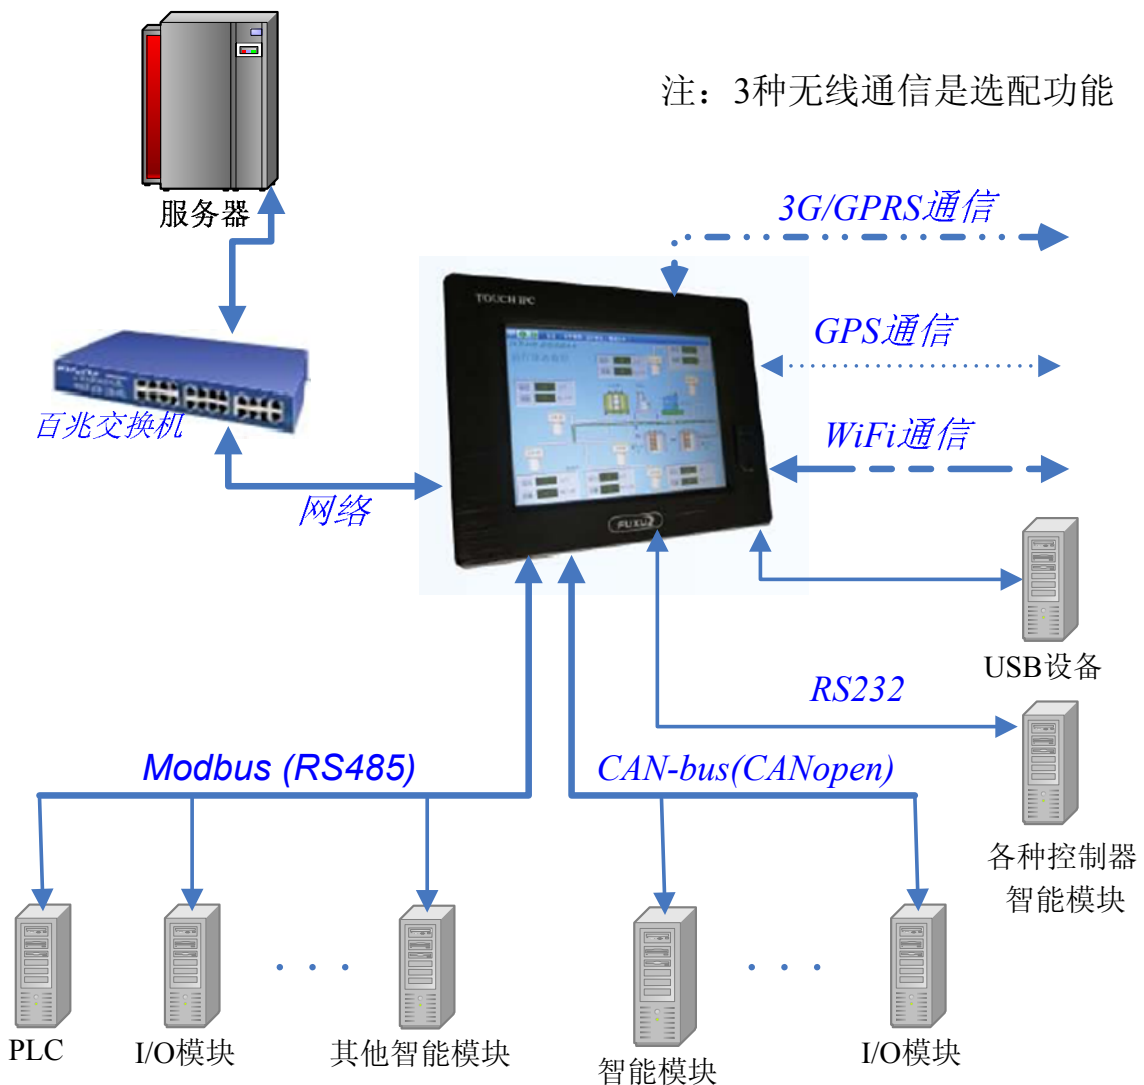 注：3种无线通信是选配功能
服务器
3G/GPRS通信
TOUCH IPC
GPS通信
百兆交换机
WiFi通信
网络
FUXU
USB设备
RS232
Modbus (RS485)
CAN-bus(CANopen)
各种控制器
智能模块
PLC
I/O模块
其他智能模块
智能模块
I/O模块